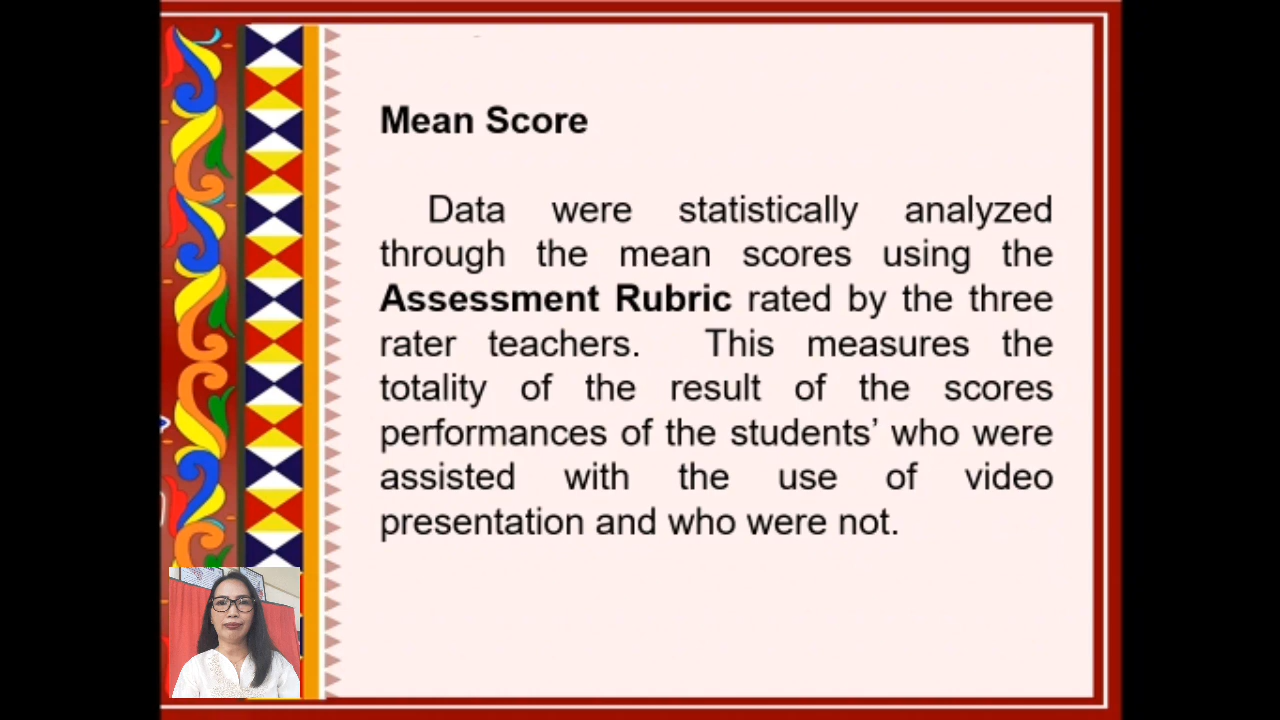 Mean Score
Data were statistically analyzed
through the mean scores using the
Assessment Rubric rated by the three
rater teachers. This measures the
totality of the result of the scores
performances of the students’ who were
assisted with the use of video
presentation and who were not.